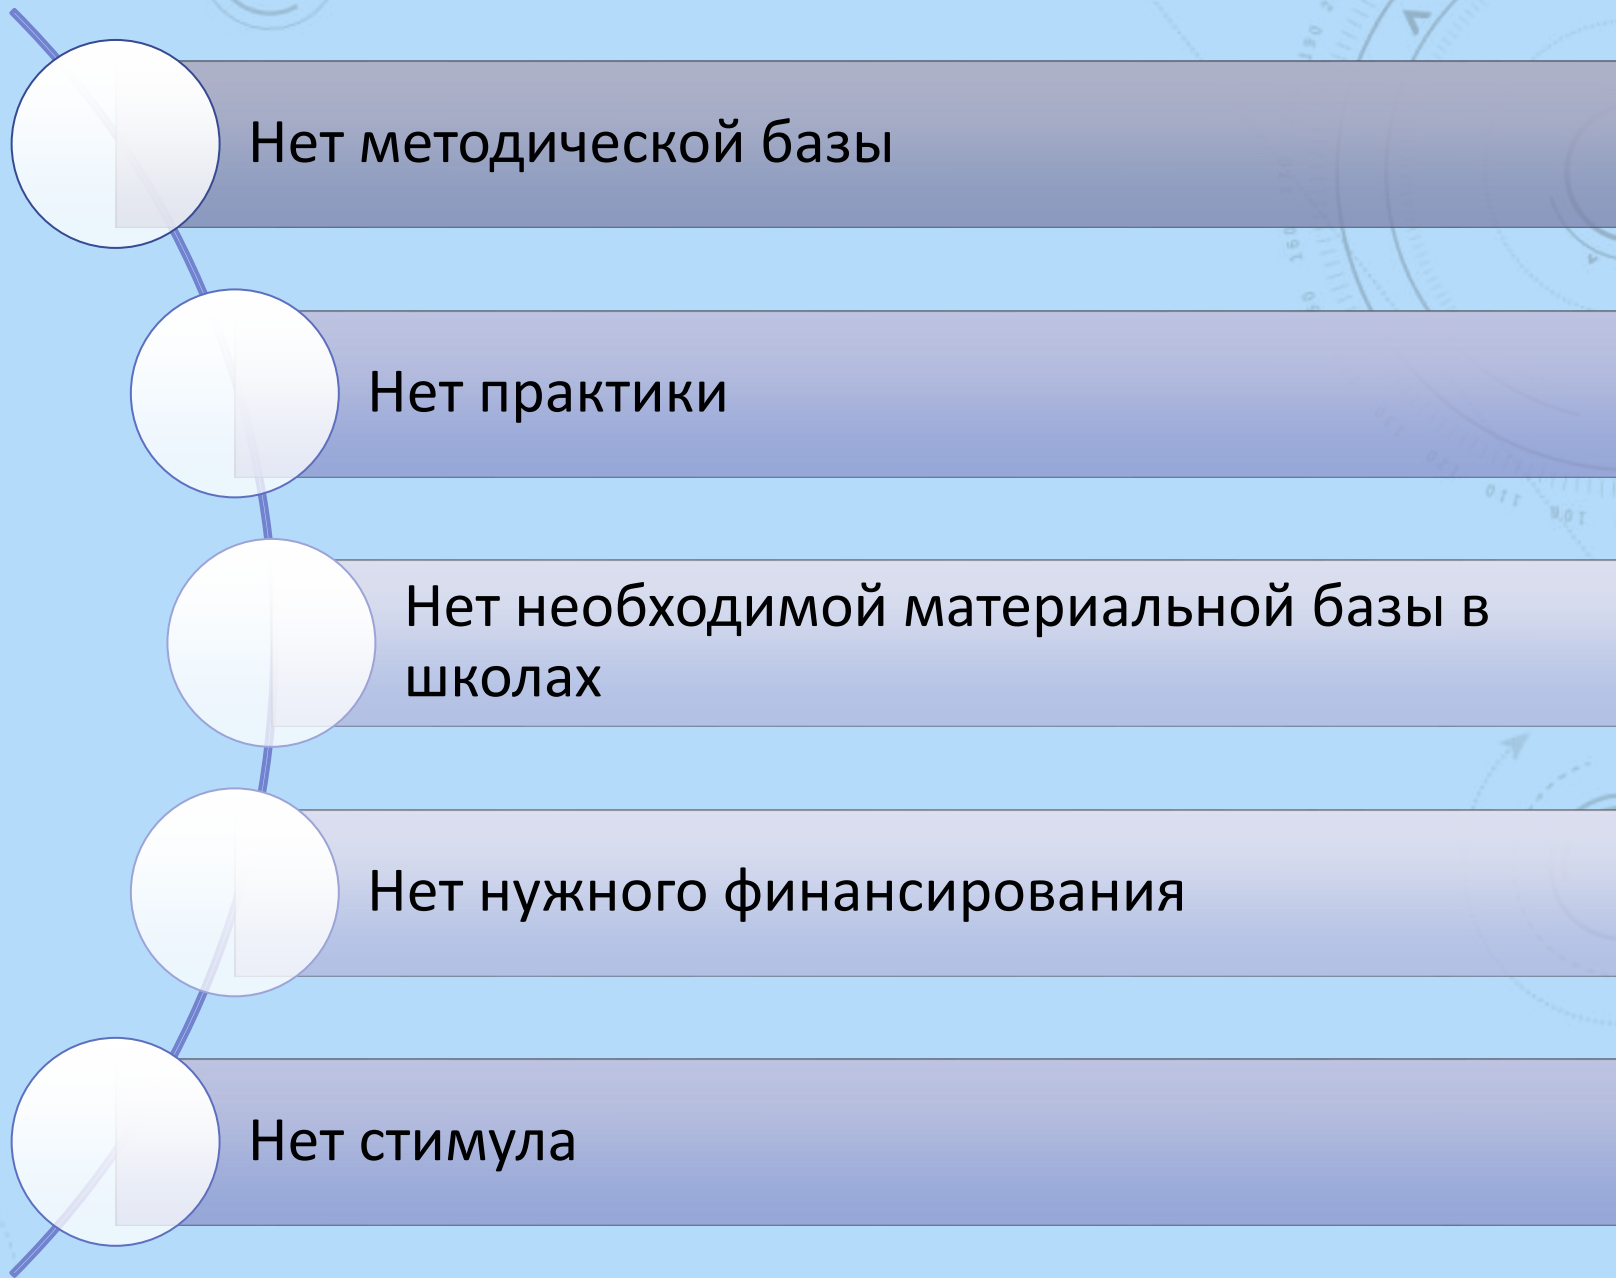 Нет методической базы
Нет практики
Нет необходимой материальной базы в
школах
Нет нужного финансирования
Нет стимула